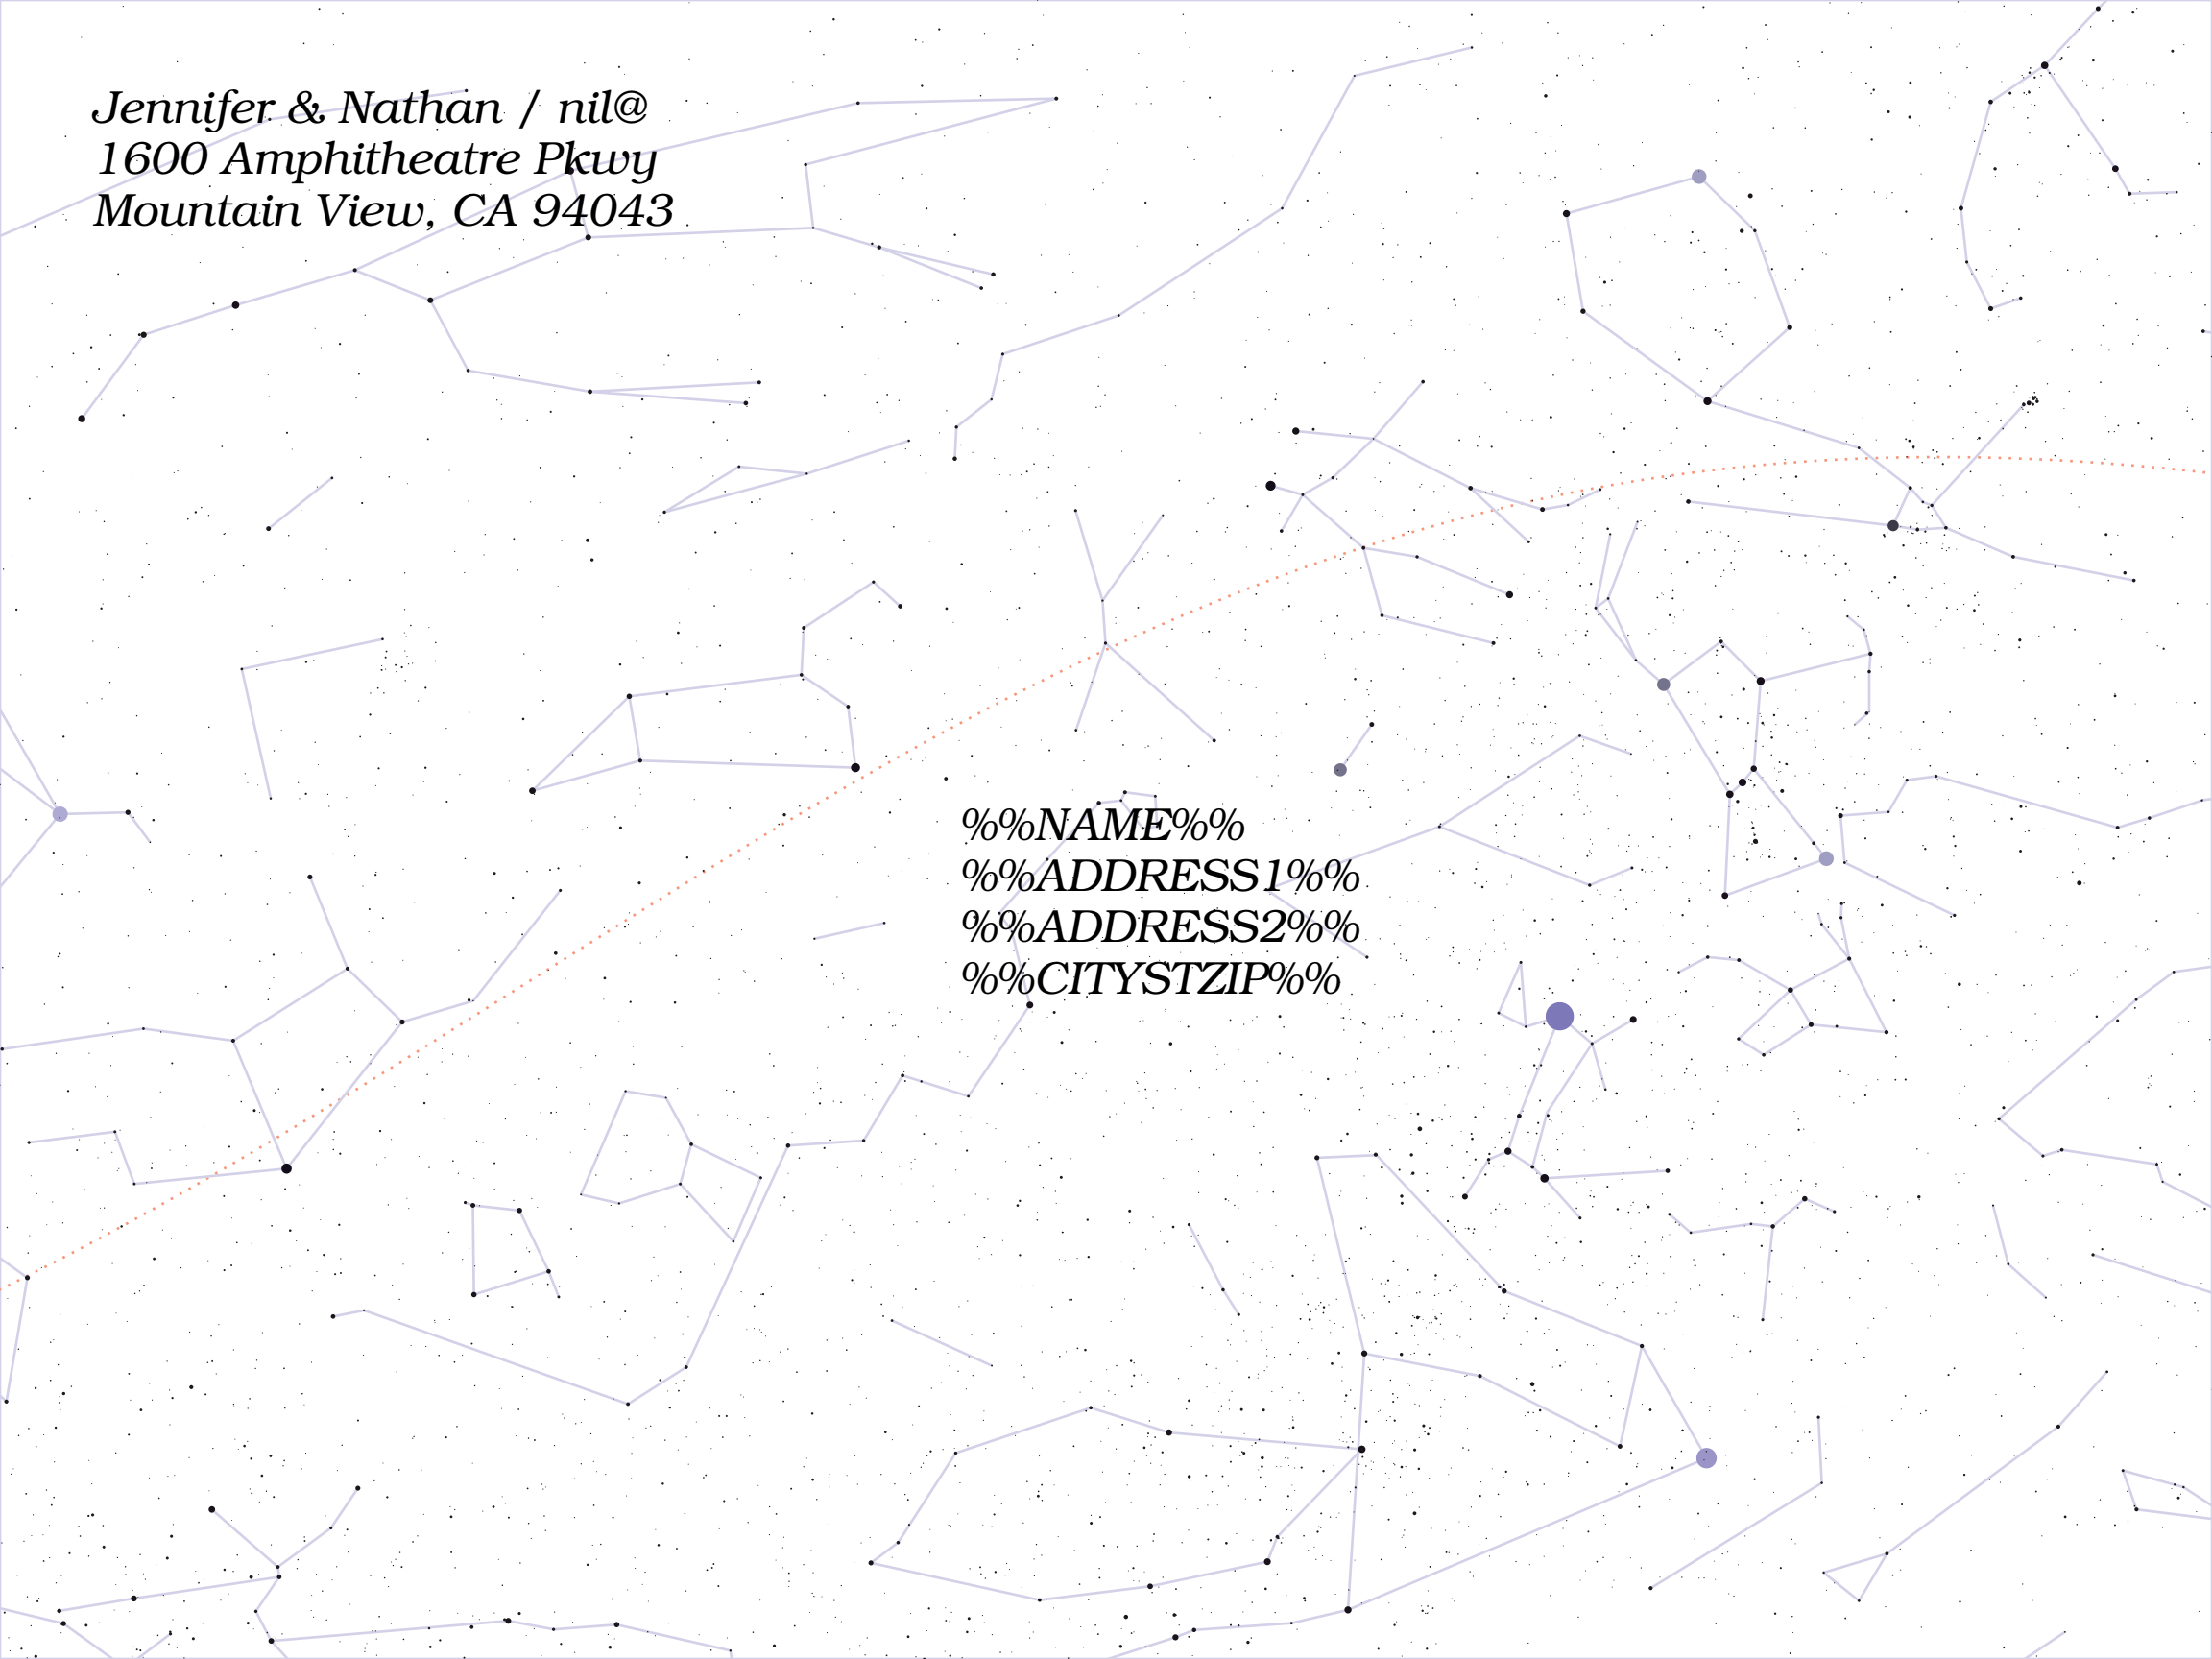 Jennifer & Nathan / nil@
1600 Amphitheatre Pkwy
Mountain View, CA 94043
%%NAME%%
%%ADDRESS1%%
%%ADDRESS2%%
%%CITYSTZIP%%